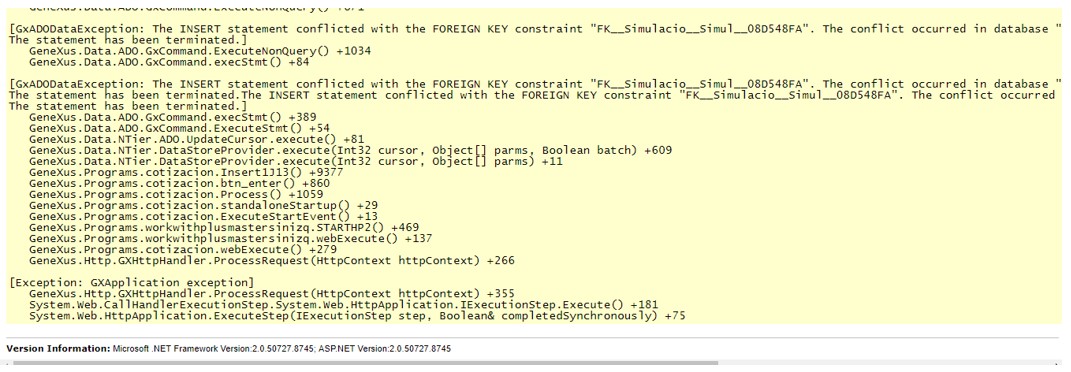 GeneXus.Data.ADO.GxCommand.ExecuteNonQuery() +671
[GxADODataException: The INSERT statement conflicted with the FOREIGN KEY constraint "FK__Simulacio__Simul__08D548FA". The conflict occurred in database "
The statement has been terminated.]
GeneXus.Data.ADO.GxCommand.ExecuteNonQuery() +1034
GeneXus.Data.ADO.GxCommand.execStmt() +84
[GxADODataException: The INSERT statement conflicted with the FOREIGN KEY constraint "FK__Simulacio__Simul__08D548FA". The conflict occurred in database "
The statement has been terminated.The INSERT statement conflicted with the FOREIGN KEY constraint "FK__Simulacio__Simul__08D548FA". The conflict occurred
The statement has been terminated.]
GeneXus.Data.ADO.GxCommand.execStmt() +389
GeneXus.Data.ADO.GxCommand.ExecuteStmt() +54
GeneXus.Data.NTier.ADO.UpdateCursor.execute() +81
GeneXus.Data.NTier.DataStoreProvider.execute(Int32 cursor, Object[] parms, Boolean batch) +609
GeneXus.Data.NTier.DataStoreProvider.execute(Int32 cursor, Object[] parms) +11
GeneXus.Programs.cotizacion.Insert1J13() +9377
GeneXus.Programs.cotizacion.btn_enter() +860
GeneXus.Programs.cotizacion.Process() +1059
GeneXus.Programs.cotizacion.standaloneStartup() +29
GeneXus.Programs.cotizacion.ExecuteStartEvent() +13
GeneXus.Programs.workwithplusmastersinizq.STARTHP2() +469
GeneXus.Programs.workwithplusmastersinizq.webExecute() +137
GeneXus.Programs.cotizacion.webExecute() +279
GeneXus.Http.GXHttpHandler.ProcessRequest(HttpContext httpContext) +266
[Exception: GXApplication exception]
GeneXus.Http.GXHttpHandler.ProcessRequest(HttpContext httpContext) +355
System.Web.CallHandlerExecutionStep.System.Web.HttpApplication.IExecutionStep.Execute() +181
System.Web.HttpApplication.ExecuteStep(IExecutionStep step, Boolean& completedSynchronously) +75
Version Information: Microsoft .NET Framework Version:2.0.50727.8745; ASP.NET Version:2.0.50727.8745